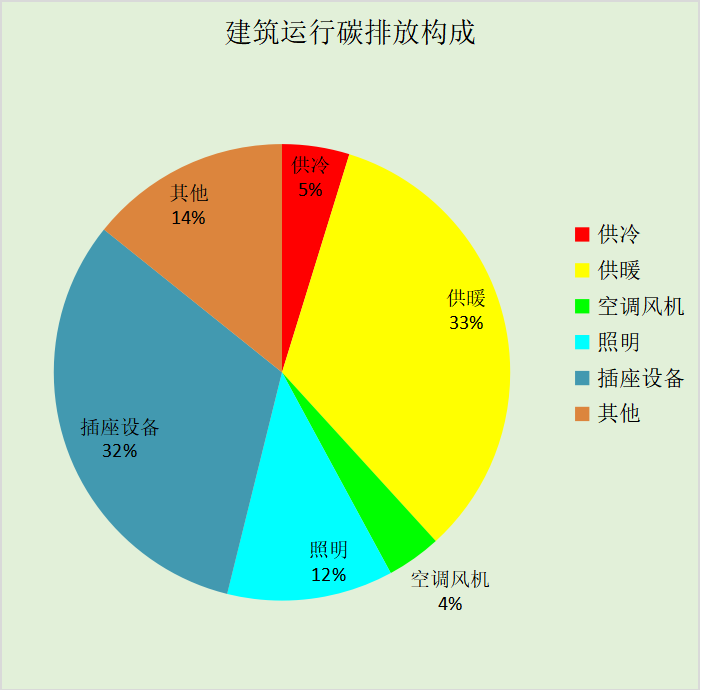 建筑运行碳排放构成
供冷
5%
其他
14%
供暖
33%
插座设备
32%
照明
12%
空调风机
4%
供冷
供暖
空调风机
照明
插座设备
其他